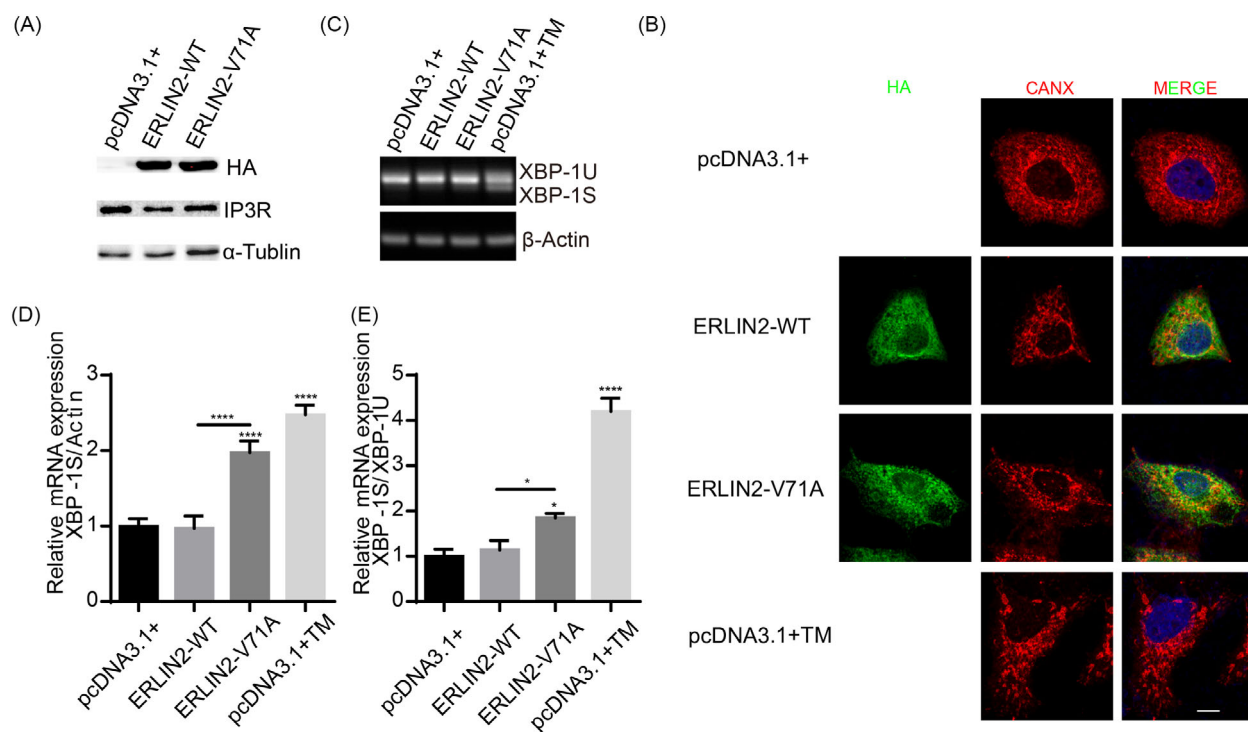 (A)
pcDNA3.1+
ERLIN2-WT
ERLIN2-V71A
HA
IP3R
α-Tublin
(C)
pcDNA3.1+
ERLIN2-WT
ERLIN2-V71A
pcDNA3.1+TM
XBP-1U
XBP-1S
β-Actin
(B)
HA
CANX
MERGE
pcDNA3.1+
ERLIN2-WT
ERLIN2-V71A
pcDNA3.1+TM
(D)
Relative mRNA expression
XBP -1S/Actin
3
2
1
0
****
****
****
pcDNA3.1+
ERLIN2-WT
ERLIN2-V71A
pcDNA3.1+TM
(E)
Relative mRNA expression
XBP -1S/XBP-1U
5
4
3
2
1
0
*
*
****
pcDNA3.1+
ERLIN2-WT
ERLIN2-V71A
pcDNA3.1+TM